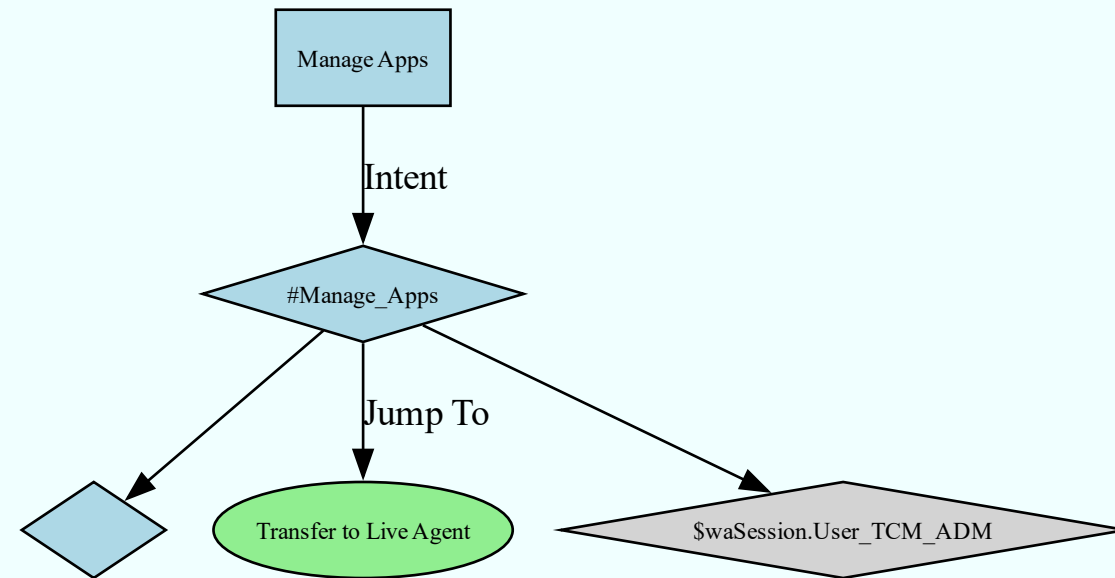 Manage Apps
Intent
#Manage_Apps
Jump To
Transfer to Live Agent
$waSession.User_TCM_ADM